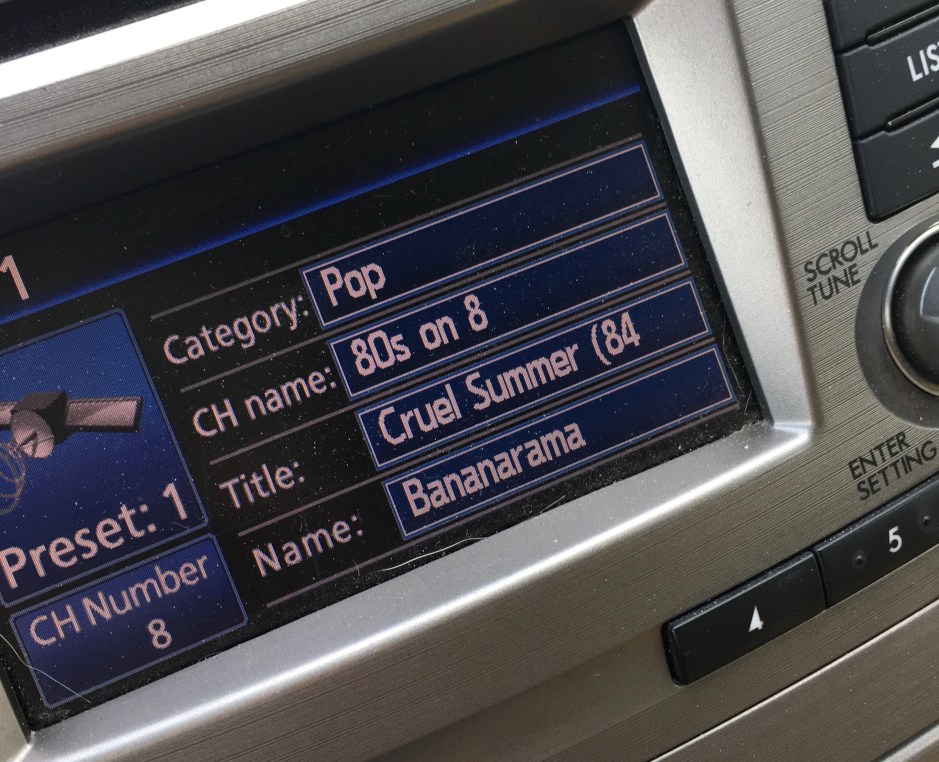 1
Category: Pop
CH name: 80s on 8
Title: Cruel Summer (84
Name: Bananarama
Preset: 1
CH Number
8
SCROLL
TUNE
ENTER
SETTING
4
5